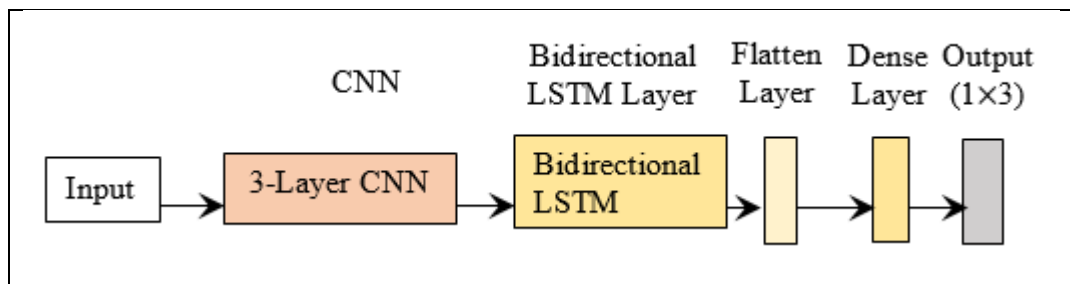 CNN
Bidirectional
LSTM Layer
Flatten
Layer
Dense
Layer
Output
(1×3)
Input
3-Layer CNN
Bidirectional
LSTM